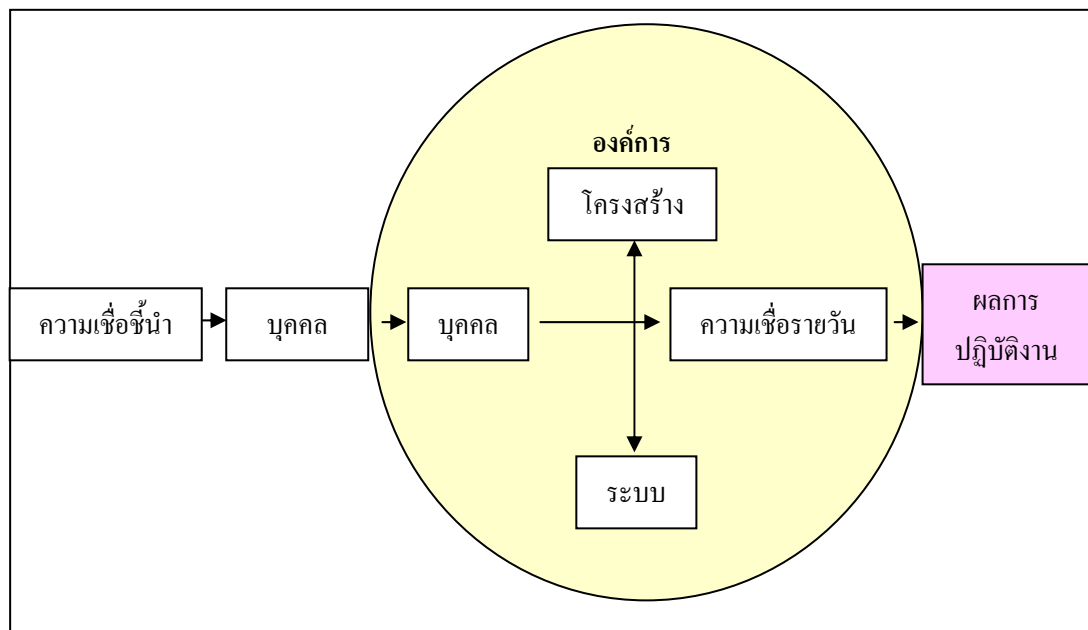 องค์การ
โครงสร้าง
ความเชื่อชี้นำ
บุคคล
บุคคล
ความเชื่อรายวัน
ผลการ
ปฏิบัติงาน
ระบบ